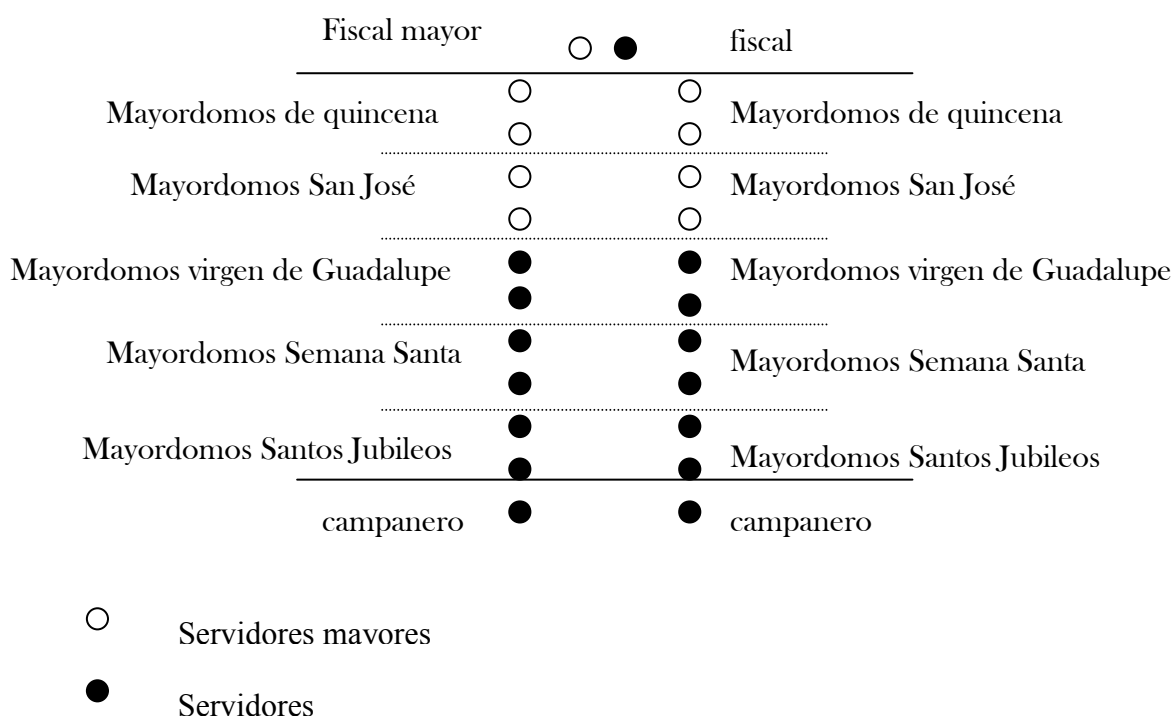 Fiscal mayor fiscal
Mayordomos de quincena Mayordomos de quincena
Mayordomos San José Mayordomos San José
Mayordomos virgen de Guadalupe Mayordomos virgen de Guadalupe
Mayordomos Semana Santa Mayordomos Semana Santa
Mayordomos Santos Jubileos Mayordomos Santos Jubileos
campanero campanero
Servidores mayores
Servidores